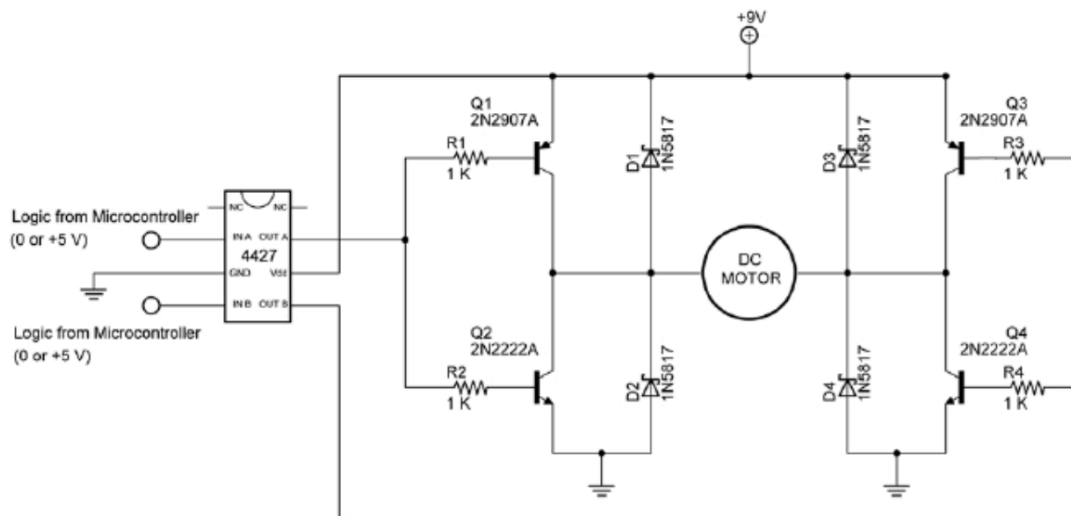 +9V
Q1
2N2907A
R1
1 K
D1
1N5817
D3
1N5817
Q3
2N2907A
R3
1 K
Logic from Microcontroller
(0 or +5 V)
NC NC
IN A OUT A
4427
GND Vdd
IN B OUT B
Logic from Microcontroller
(0 or +5 V)
DC
MOTOR
Q2
2N2222A
R2
1 K
D2
1N5817
D4
1N5817
Q4
2N2222A
R4
1 K